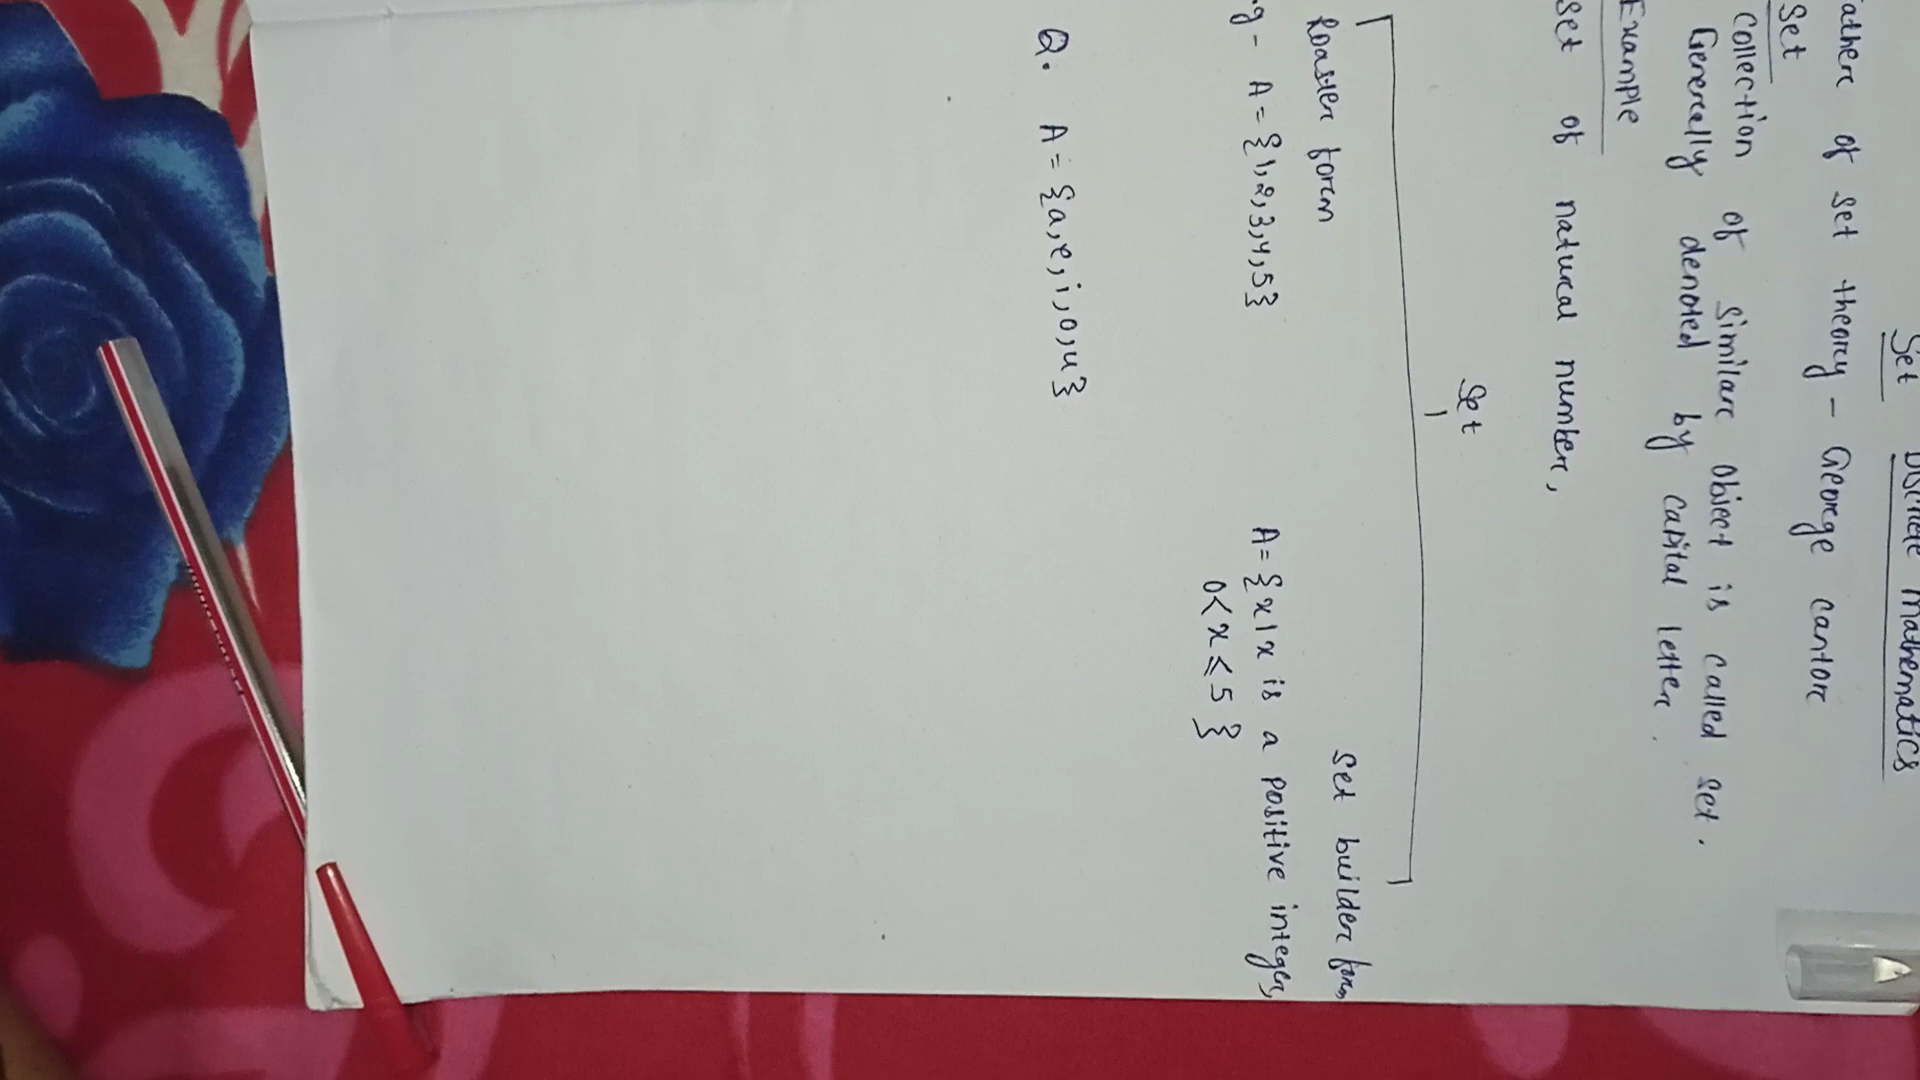 Set Discrete Mathematics
ather of set theory - George cantor
Set
Collection of similar object is called set.
Generally denoted by capital letter.
Example
set of natural number,
Set
Roaster form Set builder form
g - A = {1,2,3,4,5} A = {x | x is a positive integer,
0 < x ≤ 5 }
Q. A = {a, e, i, o, u}